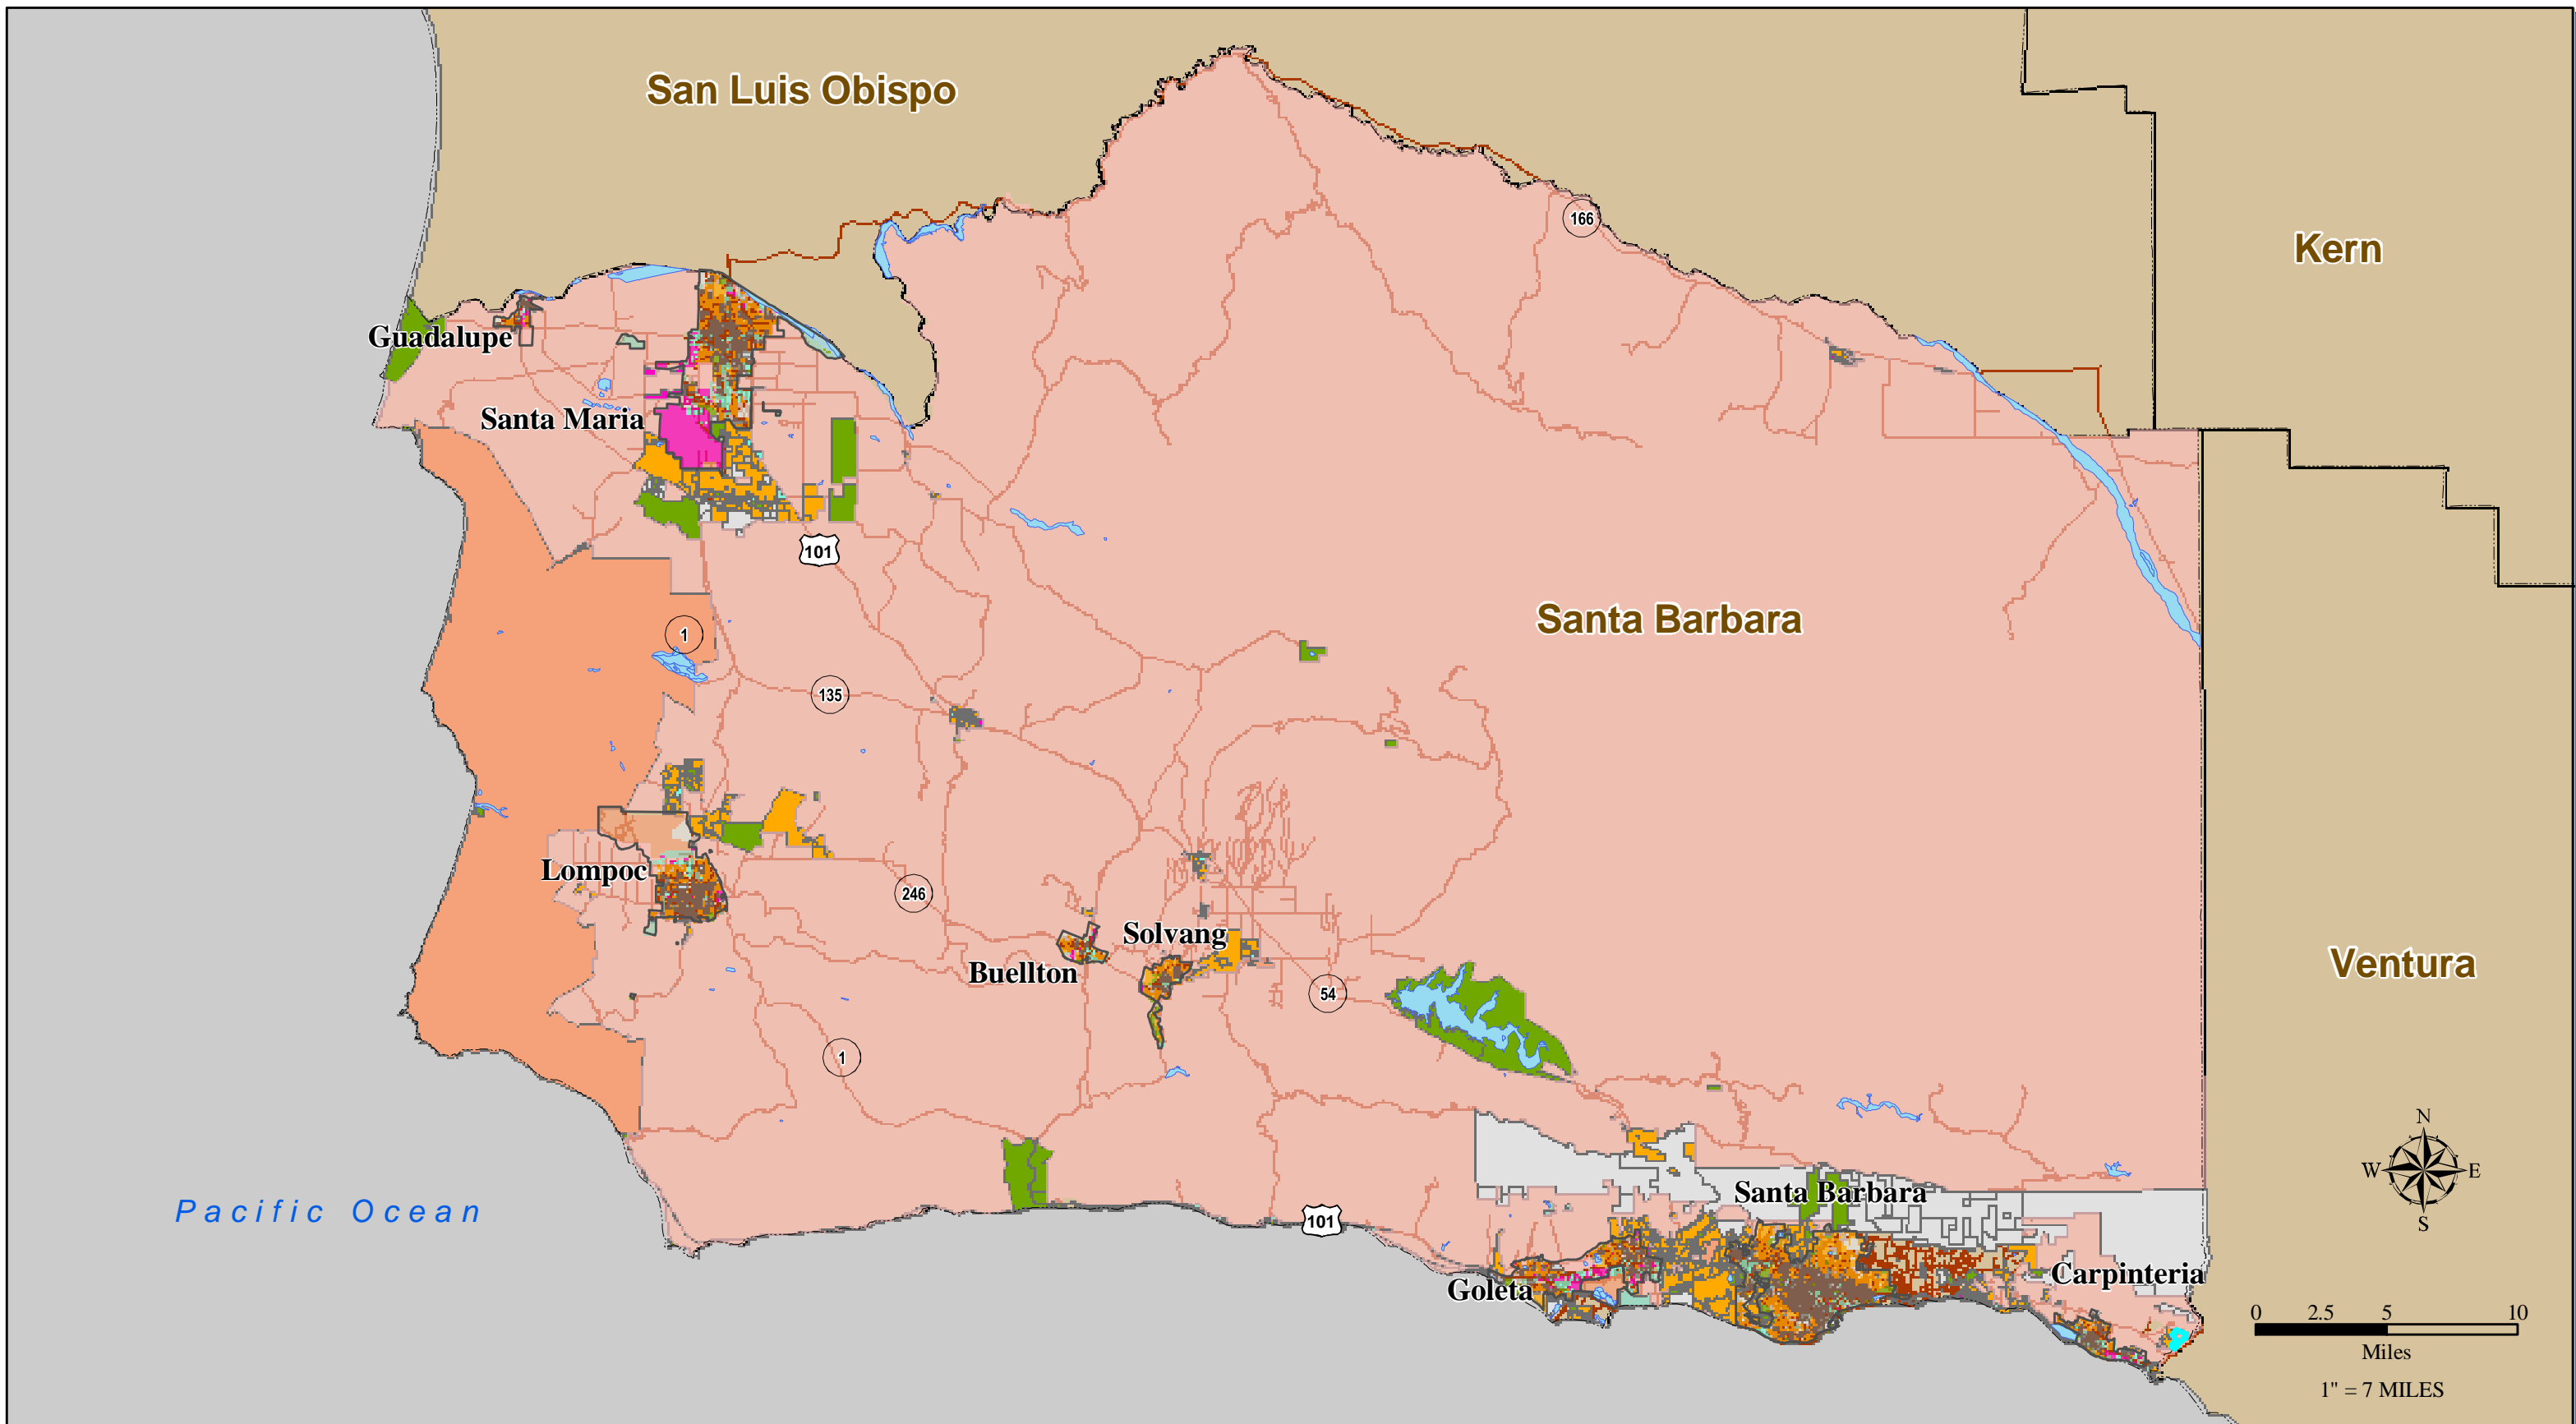 San Luis Obispo
166
Kern
Guadalupe
Santa Maria
101
Santa Barbara
1
135
Lompoc
246
Solvang
Buellton
Ventura
54
1
N
W
E
S
Santa Barbara
Pacific Ocean
101
Carpinteria
Goleta
0 2.5 5 10
Miles
1" = 7 MILES